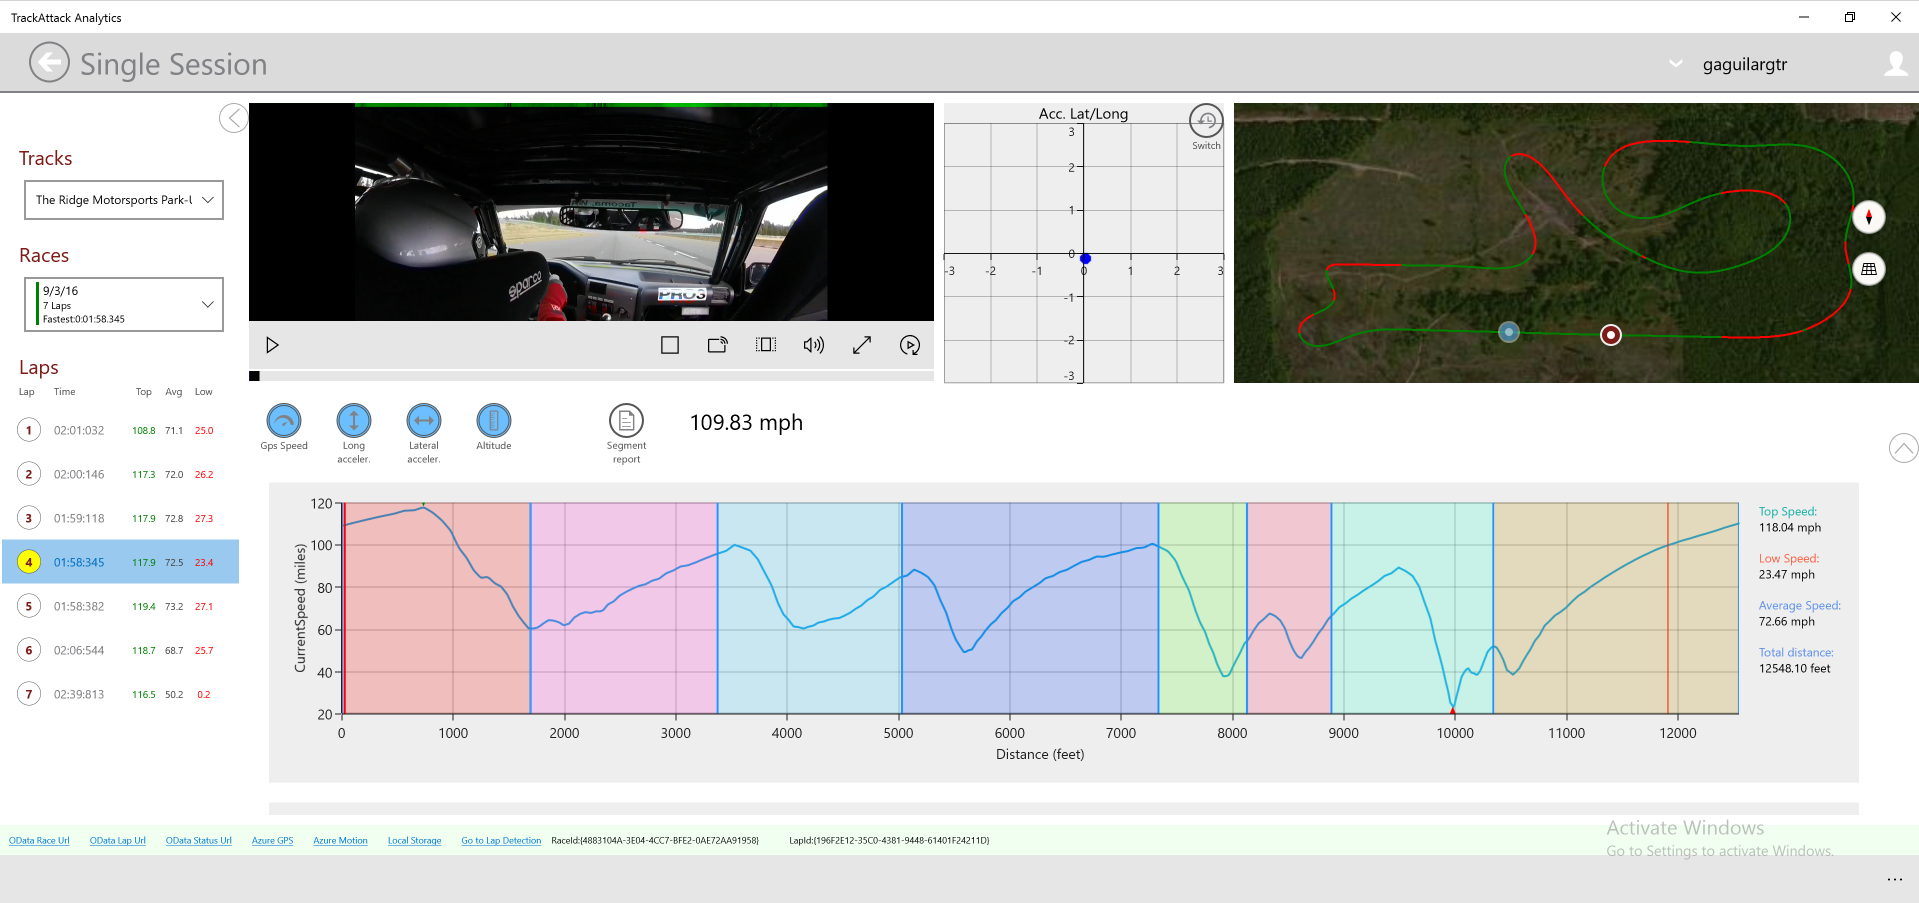 TrackAttack Analytics
Single Session
gaguilargtr
Tracks
The Ridge Motorsports Park-
Races
9/3/16
7 Laps
Fastest:0:01:58.345
Laps
Lap Time Top Avg Low
1 02:01:032 108.8 71.1 25.0
2 02:00:146 117.3 72.0 26.2
3 01:59:118 117.9 72.8 27.3
4 01:58:345 117.9 72.5 23.4
5 01:58:382 119.4 73.2 27.1
6 02:06:544 118.7 68.7 25.7
7 02:39:813 116.5 50.2 0.2
Tacoma, WA
sparco
PRO3
Acc. Lat/Long
Switch
3
2
1
0
-3 -2 -1 0 1 2 3
-1
-2
-3
Gps Speed
Long
acceler.
Lateral
acceler.
Altitude
Segment
report
109.83 mph
CurrentSpeed (miles)
120
100
80
60
40
20
0 1000 2000 3000 4000 5000 6000 7000 8000 9000 10000 11000 12000
Distance (feet)
Top Speed:
118.04 mph
Low Speed:
23.47 mph
Average Speed:
72.66 mph
Total distance:
12548.10 feet
OData Race Url OData Lap Url OData Status Url Azure GPS Azure Motion Local Storage Go to Lap Detection RaceId:{4883104A-3E04-4CC7-BFE2-0AE72AA91958} LapId:{196F2E12-35C0-4381-9448-61401F24211D}
Activate Windows
Go to Settings to activate Windows.